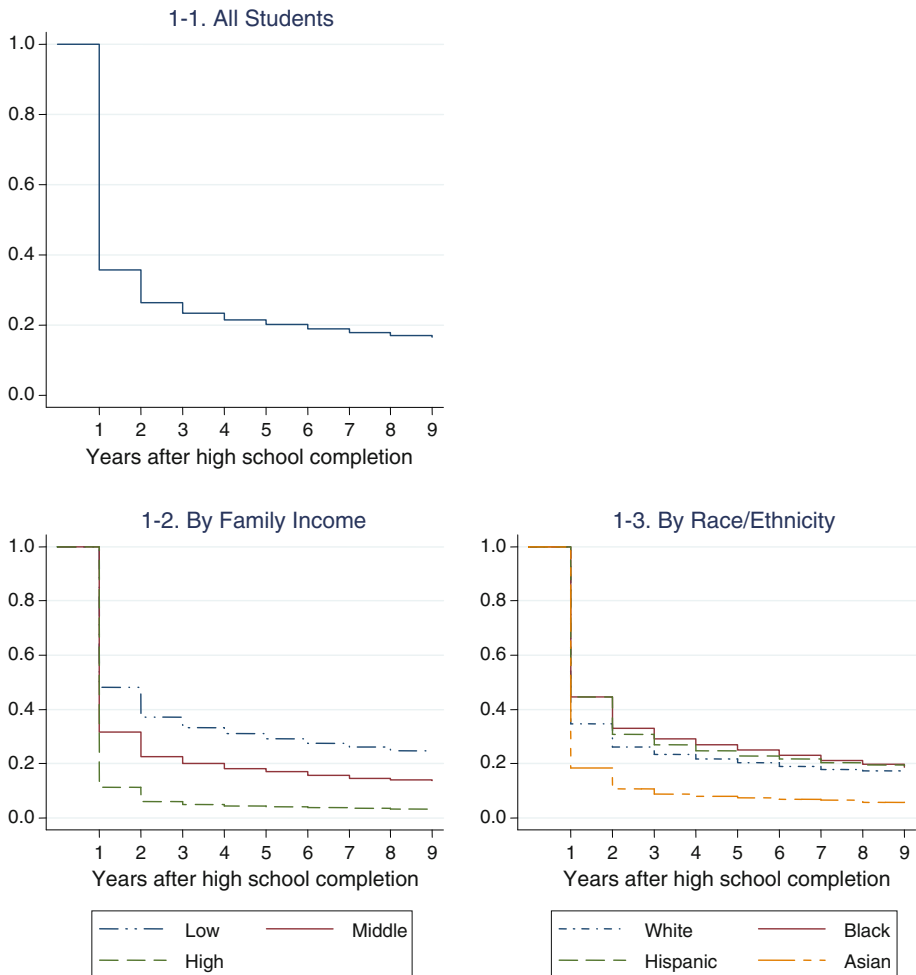 1-1. All Students
1.0
0.8
0.6
0.4
0.2
0.0
1 2 3 4 5 6 7 8 9
Years after high school completion
1-2. By Family Income
1.0
0.8
0.6
0.4
0.2
0.0
1 2 3 4 5 6 7 8 9
Years after high school completion
Low Middle
High
1-3. By Race/Ethnicity
1.0
0.8
0.6
0.4
0.2
0.0
1 2 3 4 5 6 7 8 9
Years after high school completion
White Black
Hispanic Asian